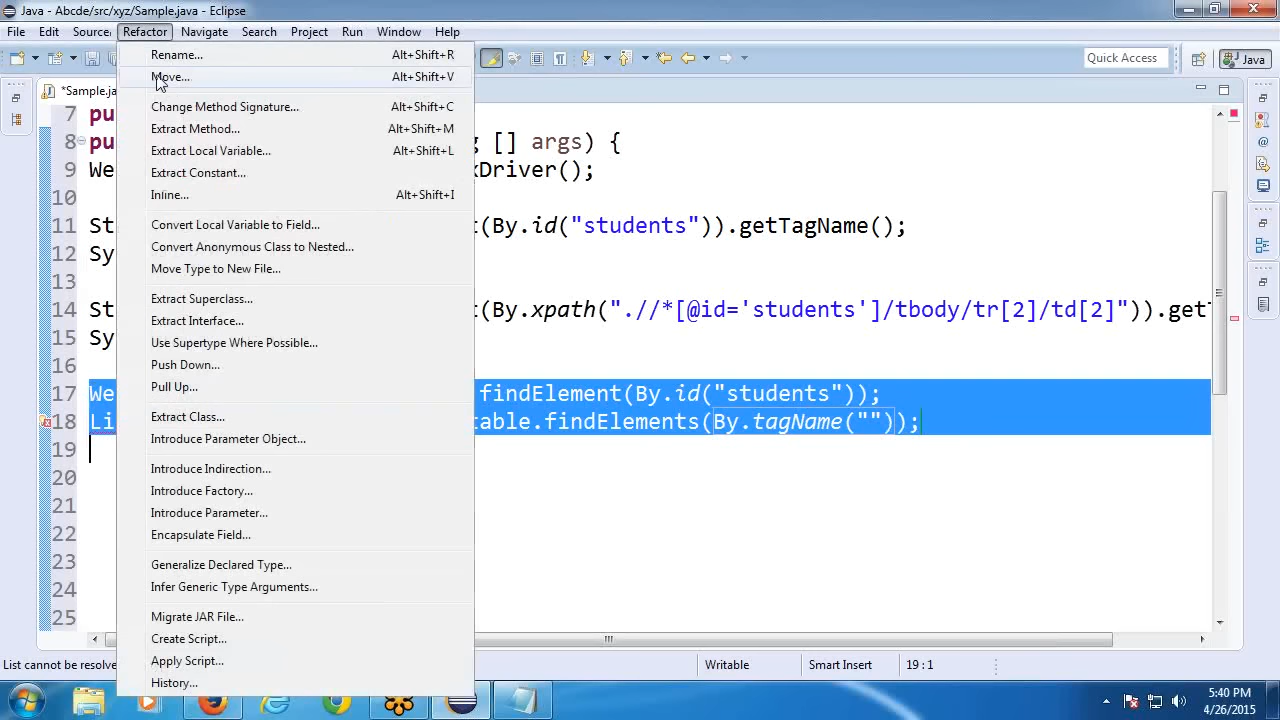 Java - Abcde/src/xyz/Sample.java - Eclipse
File Edit Source Refactor Navigate Search Project Run Window Help
Quick Access
Java
*Sample.ja
Rename... Alt+Shift+R
Move... Alt+Shift+V
Change Method Signature... Alt+Shift+C
Extract Method... Alt+Shift+M
Extract Local Variable... Alt+Shift+L
Extract Constant...
Inline... Alt+Shift+I
Convert Local Variable to Field...
Convert Anonymous Class to Nested...
Move Type to New File...
Extract Superclass...
Extract Interface...
Use Supertype Where Possible...
Push Down...
Pull Up...
Extract Class...
Introduce Parameter Object...
Introduce Indirection...
Introduce Factory...
Introduce Parameter...
Encapsulate Field...
Generalize Declared Type...
Infer Generic Type Arguments...
Migrate JAR File...
Create Script...
Apply Script...
History...
7 pu
8 pu g [] args) {
9 We xDriver();
10
11 St t(By.id("students")).getTagName();
12 Sy
13
14 St t(By.xpath(".//*[@id='students']/tbody/tr[2]/td[2]")).getT
15 Sy
16
17 We findElement(By.id("students"));
18 Li table.findElements(By.tagName(""));
19
20
21
22
23
24
25
List cannot be resolve
Writable
Smart Insert
19 : 1
5:40 PM
4/26/2015